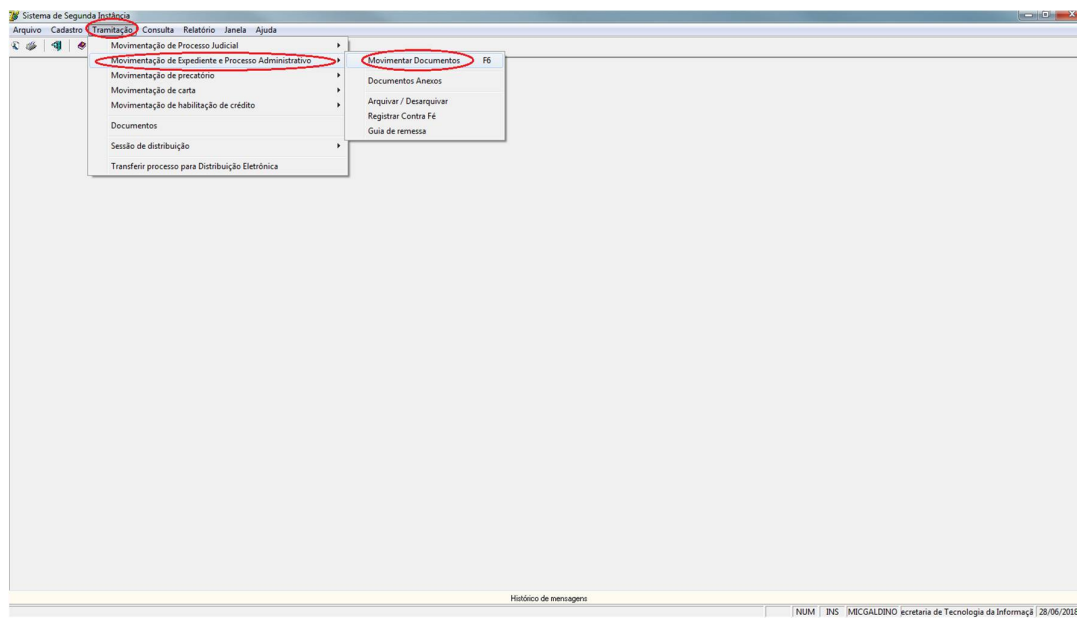 Sistema de Segunda Instância
Arquivo Cadastro Tramitação Consulta Relatório Janela Ajuda
Movimentação de Processo Judicial
Movimentação de Expediente e Processo Administrativo
Movimentação de precatório
Movimentação de carta
Movimentação de habilitação de crédito
Documentos
Sessão de distribuição
Transferir processo para Distribuição Eletrônica
Movimentar Documentos F6
Documentos Anexos
Arquivar / Desarquivar
Registrar Contra Fé
Guia de remessa
Histórico de mensagens
NUM INS MICGALDINO ecretaria de Tecnologia da Informaçã 28/06/2018